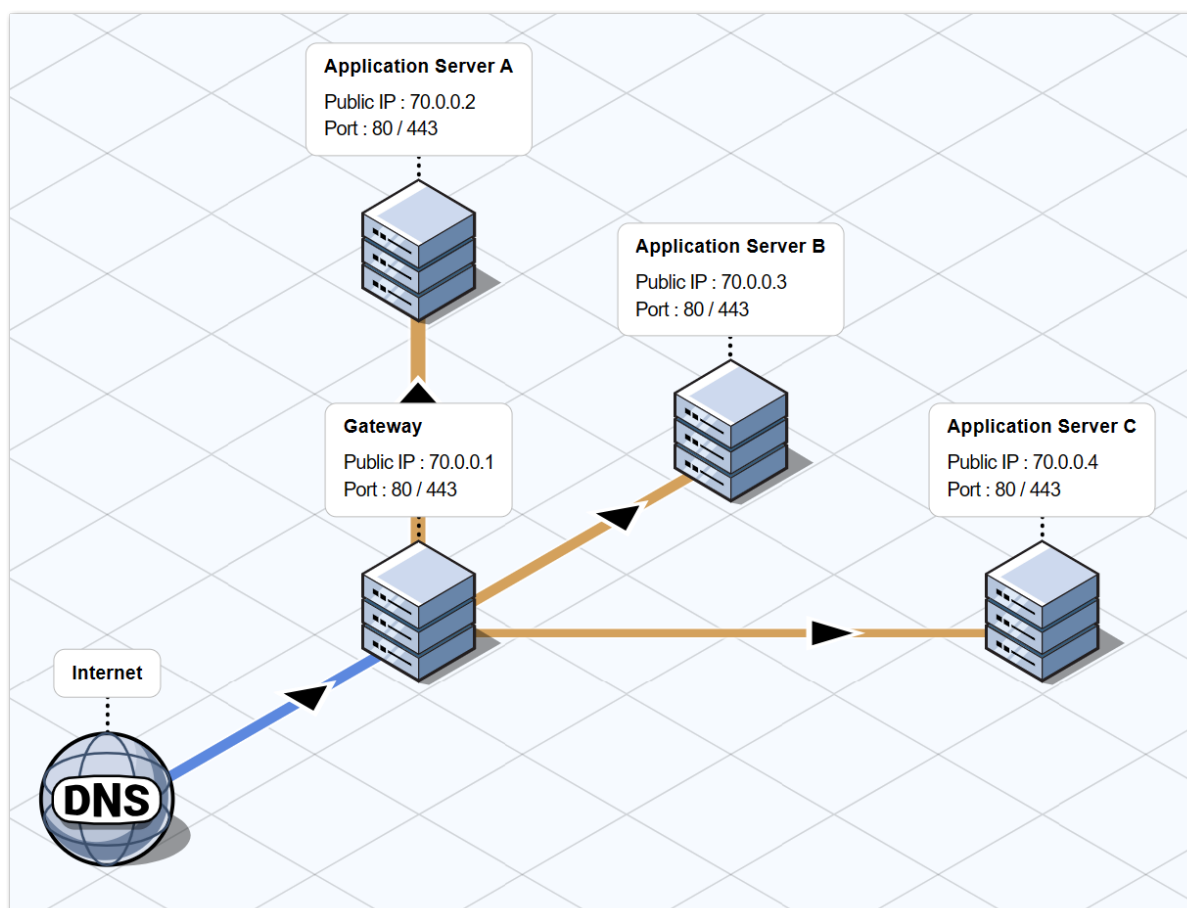 Application Server A
Public IP : 70.0.0.2
Port : 80 / 443
Application Server B
Public IP : 70.0.0.3
Port : 80 / 443
Gateway
Public IP : 70.0.0.1
Port : 80 / 443
Application Server C
Public IP : 70.0.0.4
Port : 80 / 443
Internet
DNS